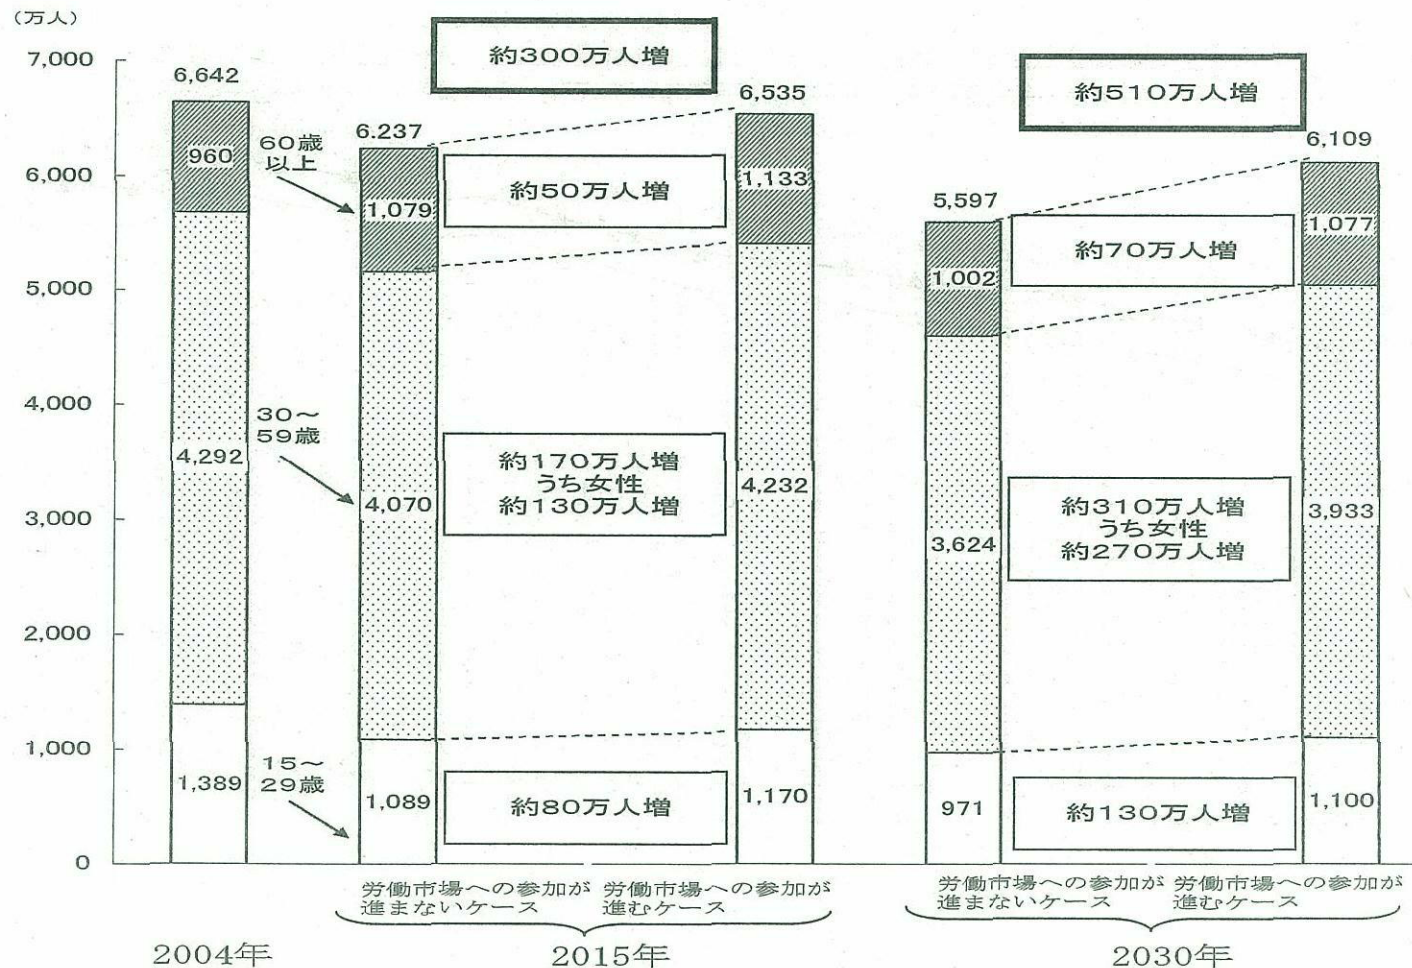 （万人）
7,000
6,000
5,000
4,000
3,000
2,000
1,000
0
6,642
960
4,292
1,389
60歳
以上
30～
59歳
15～
29歳
6.237
1,079
4,070
1,089
約300万人増
約50万人増
約170万人増
うち女性
約130万人増
約80万人増
6,535
1,133
4,232
1,170
5,597
1,002
3,624
971
約510万人増
約70万人増
約310万人増
うち女性
約270万人増
約130万人増
6,109
1,077
3,933
1,100
労働市場への参加が
進まないケース
労働市場への参加が
進むケース
労働市場への参加が
進まないケース
労働市場への参加が
進むケース
2004年
2015年
2030年